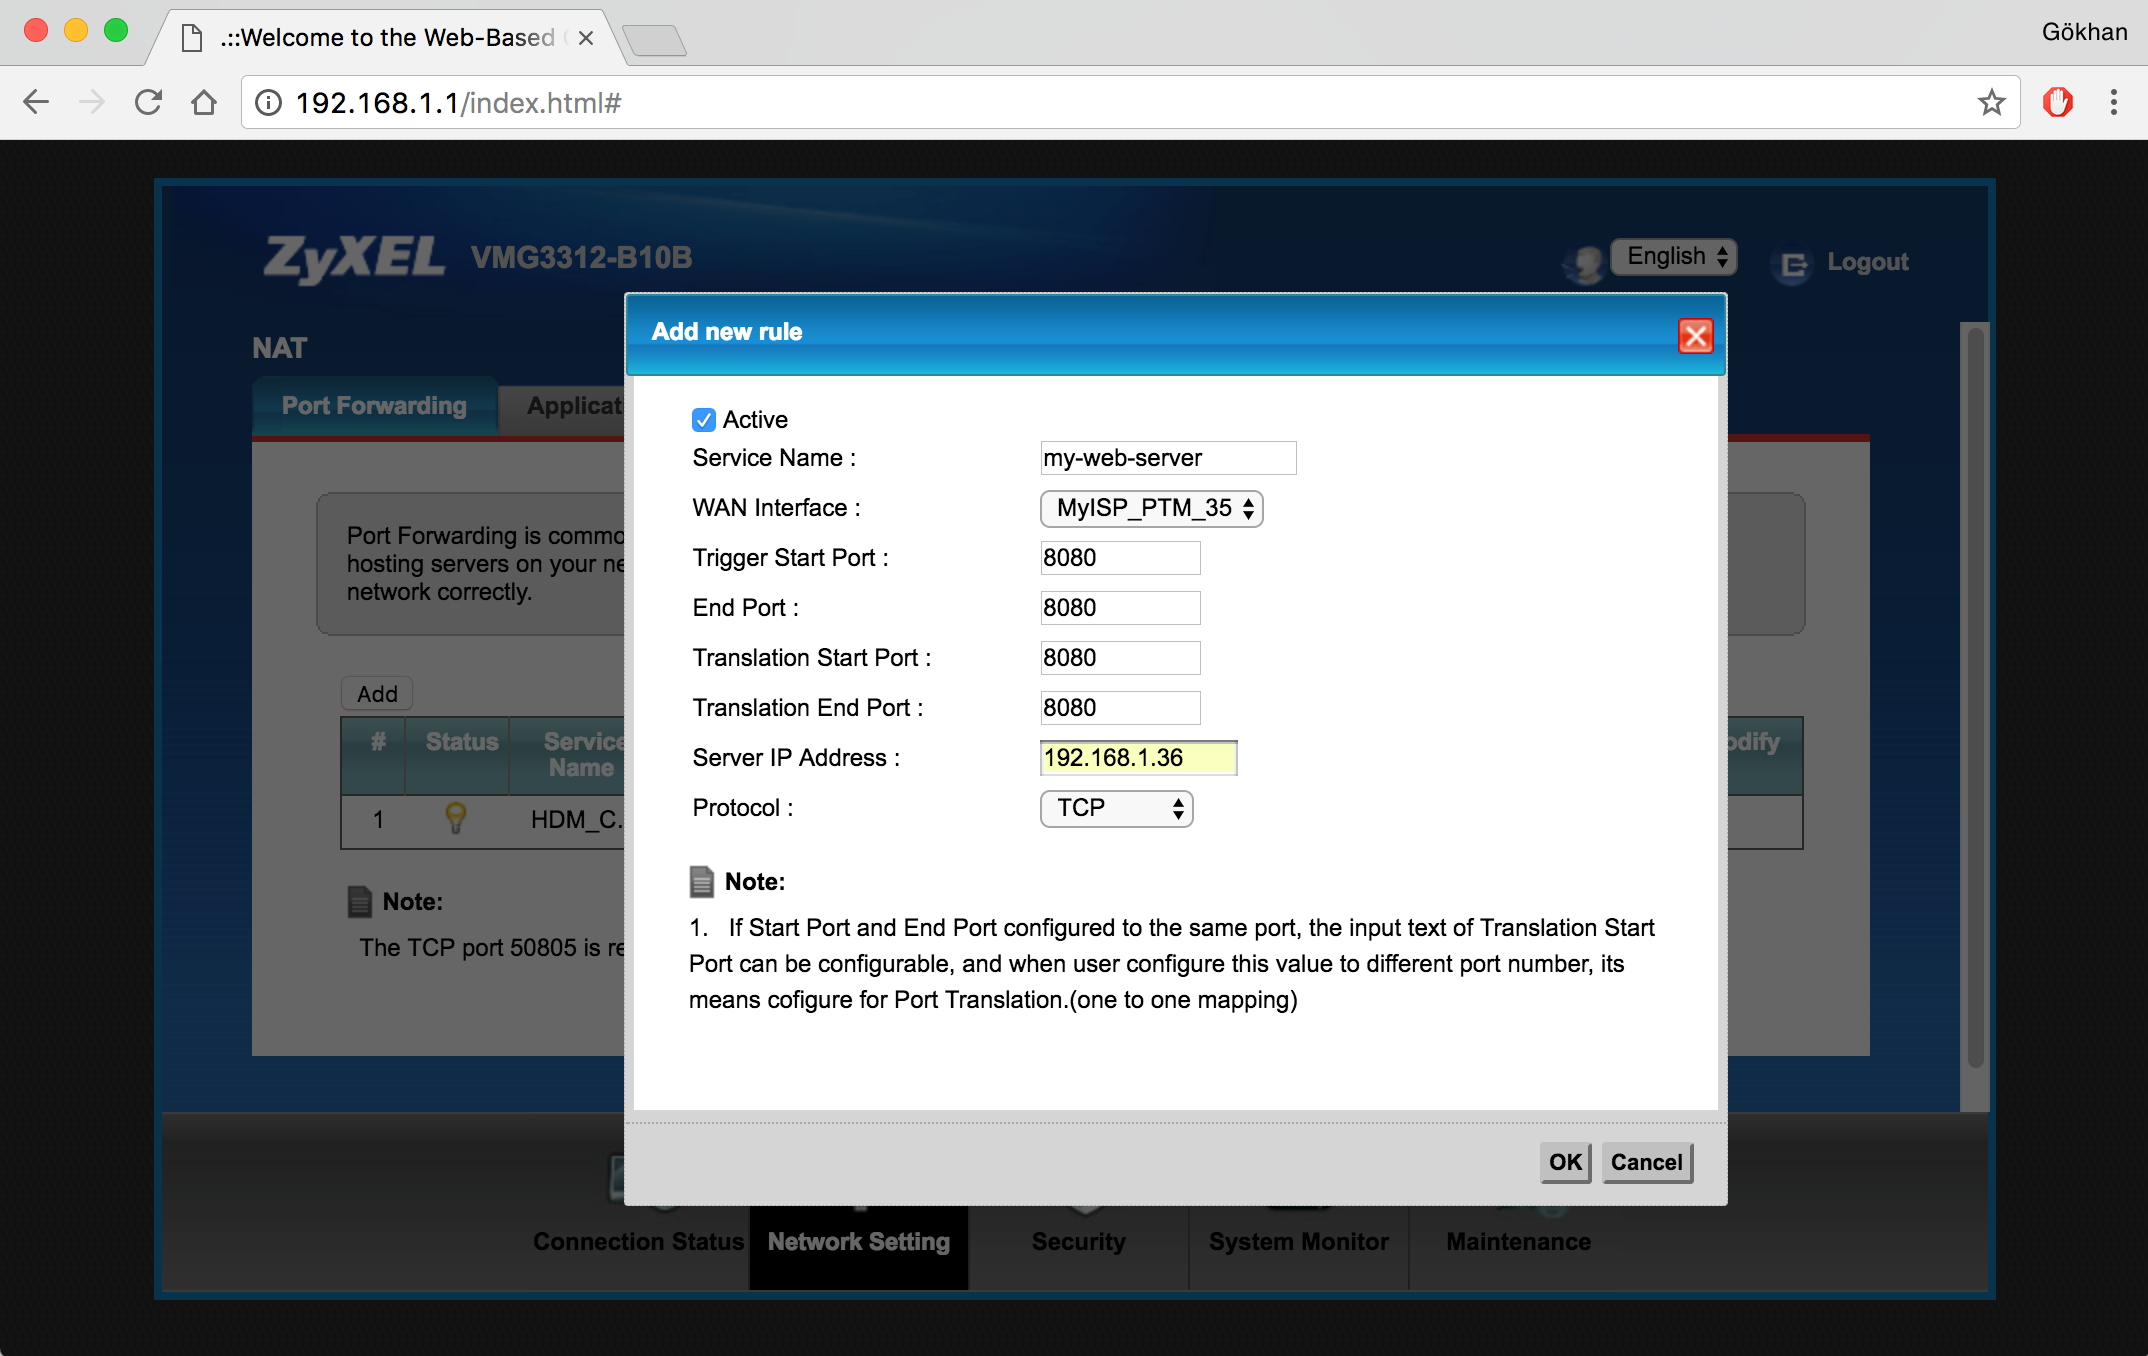 .::Welcome to the Web-Based
Gökhan
192.168.1.1/index.html#
ZyXEL VMG3312-B10B
English
Logout
NAT
Port Forwarding
Add new rule
Active
Service Name :
my-web-server
WAN Interface :
MyISP_PTM_35
Trigger Start Port :
8080
End Port :
8080
Translation Start Port :
8080
Translation End Port :
8080
Server IP Address :
192.168.1.36
Protocol :
TCP
Note:
1. If Start Port and End Port configured to the same port, the input text of Translation Start
Port can be configurable, and when user configure this value to different port number, its
means cofigure for Port Translation.(one to one mapping)
OK
Cancel
Port Forwarding is
hosting servers on your
network correctly.
Add
# Status Service
Name
1 HDM_C.
Note:
The TCP port 50805 is
Connection Status
Network Setting
Security
System Monitor
Maintenance